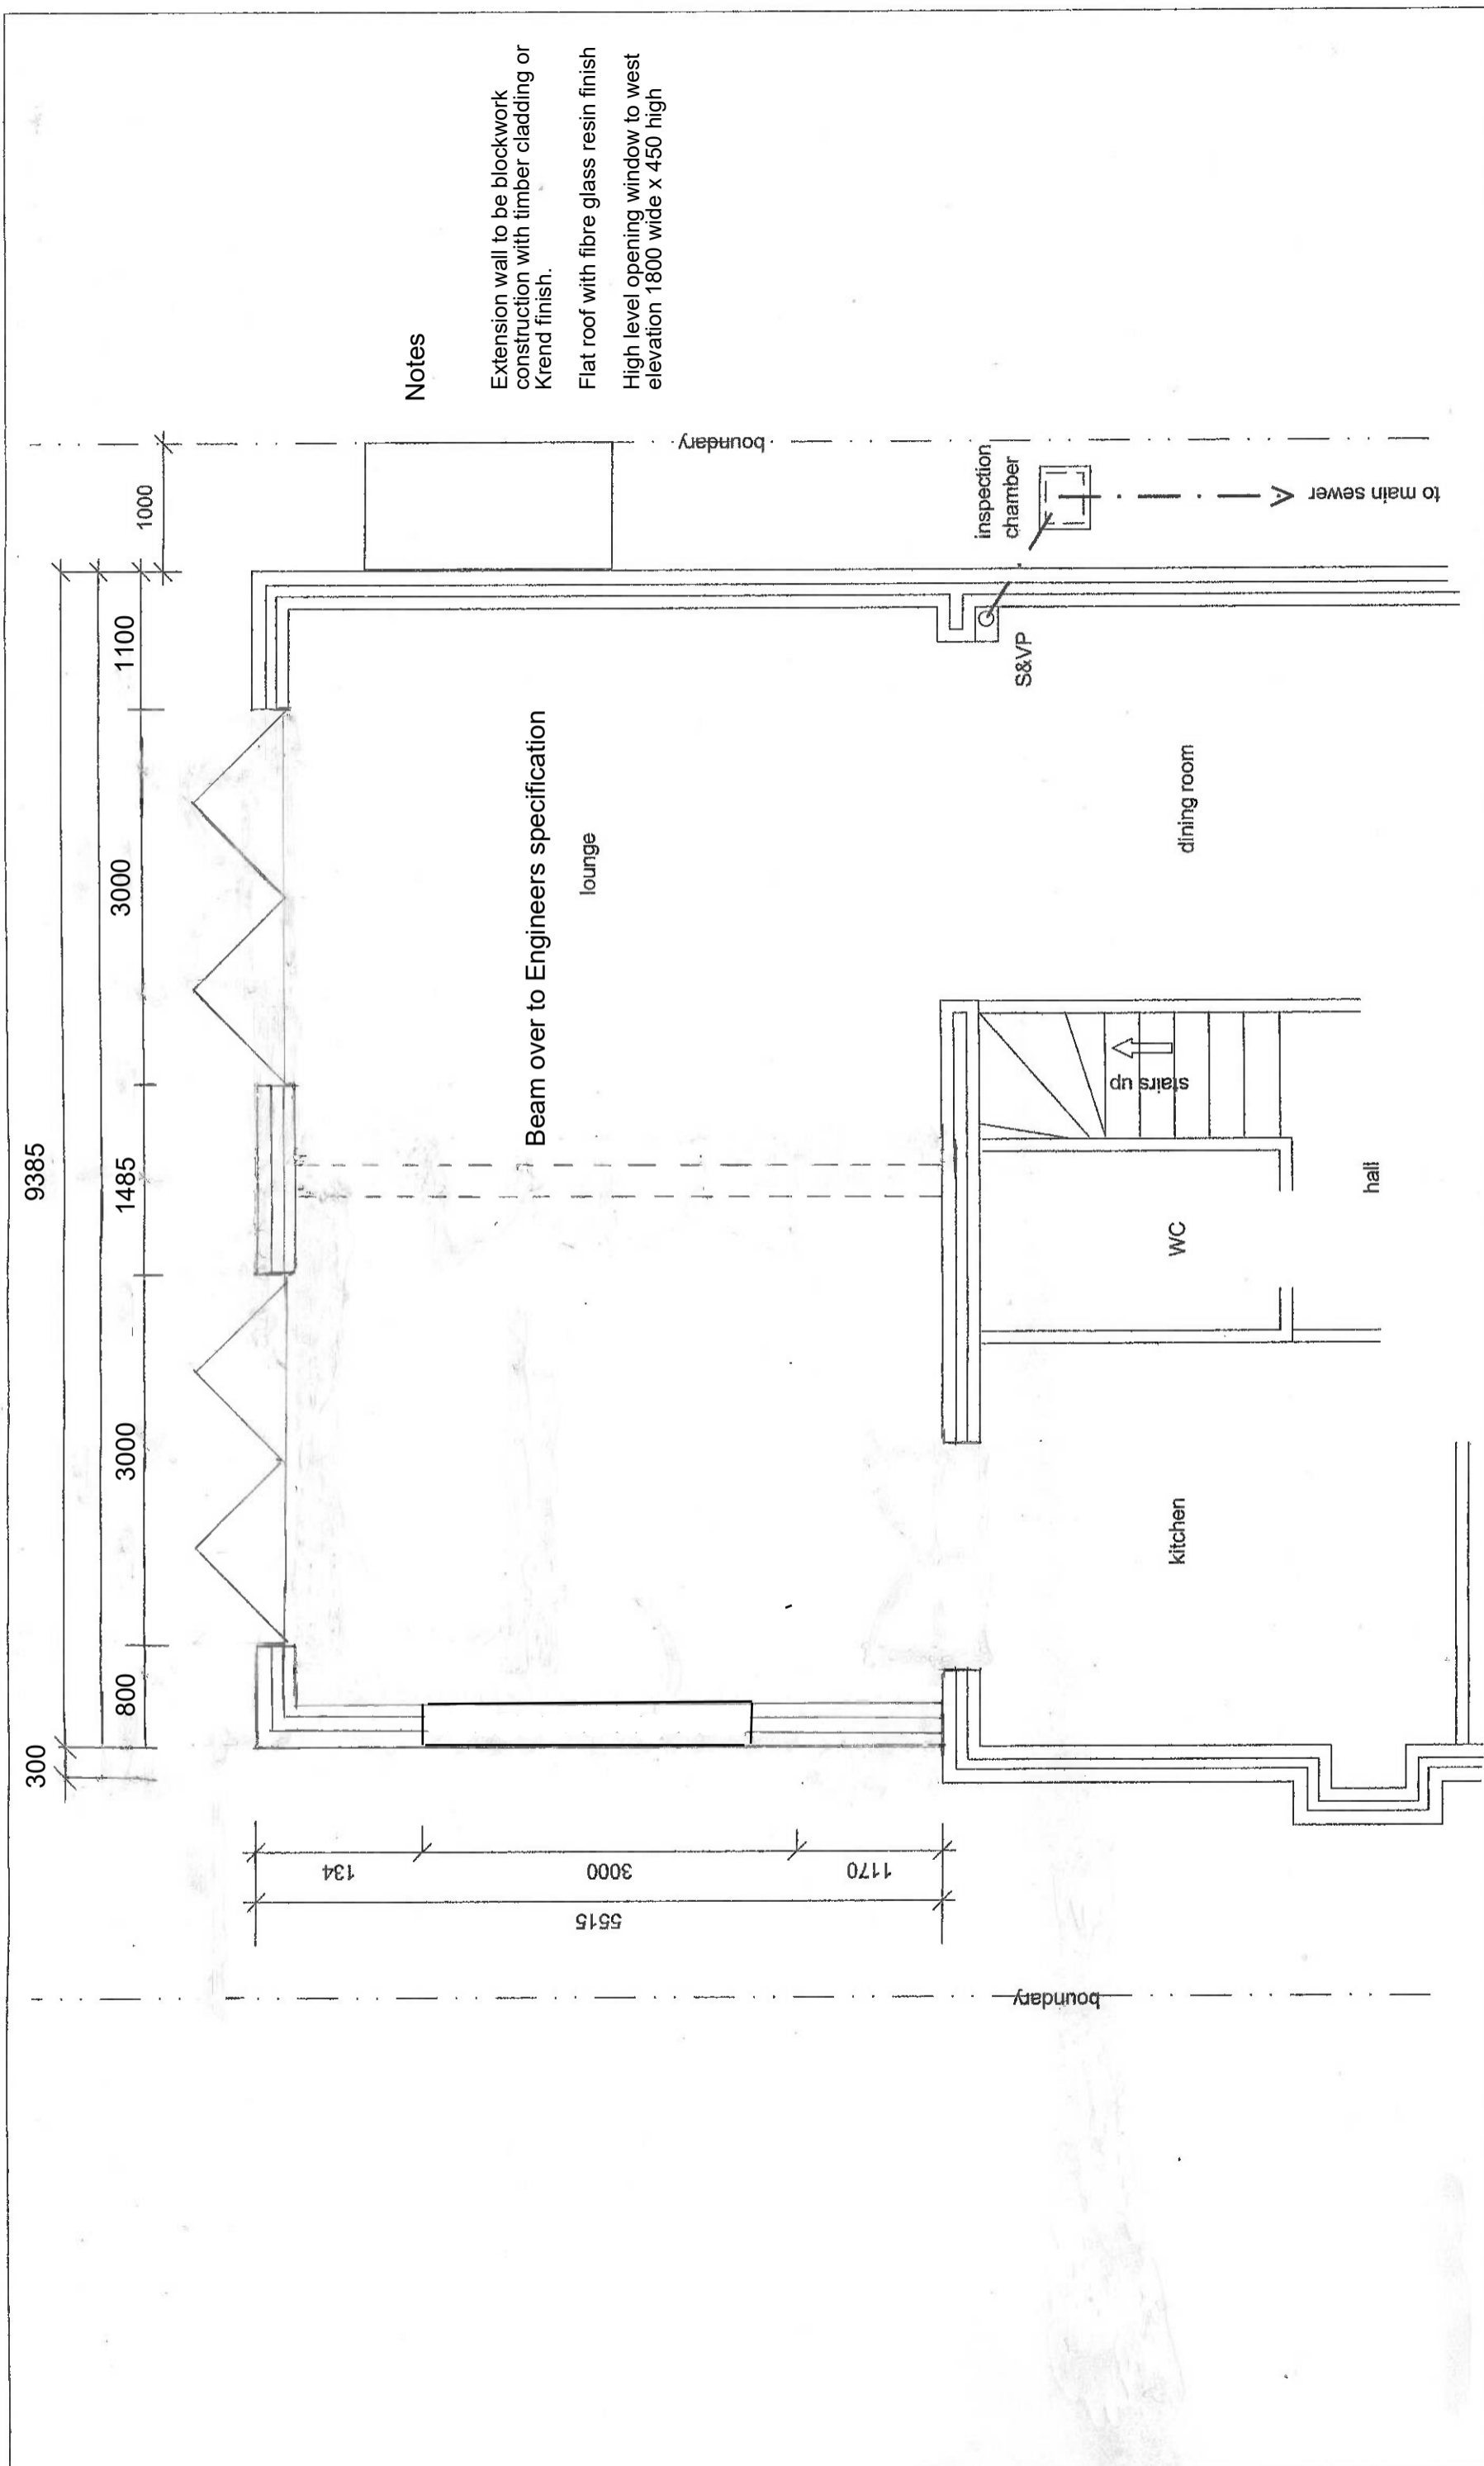 9385
300
800
3000
1485
3000
1100
1000
Notes
Extension wall to be blockwork
construction with timber cladding or
Krend finish.
Flat roof with fibre glass resin finish
High level opening window to west
elevation 1800 wide x 450 high
boundary
Beam over to Engineers specification
lounge
inspection
chamber
S&VP
to main sewer
dining room
stairs up
WC
hall
kitchen
134
3000
1170
5515
boundary